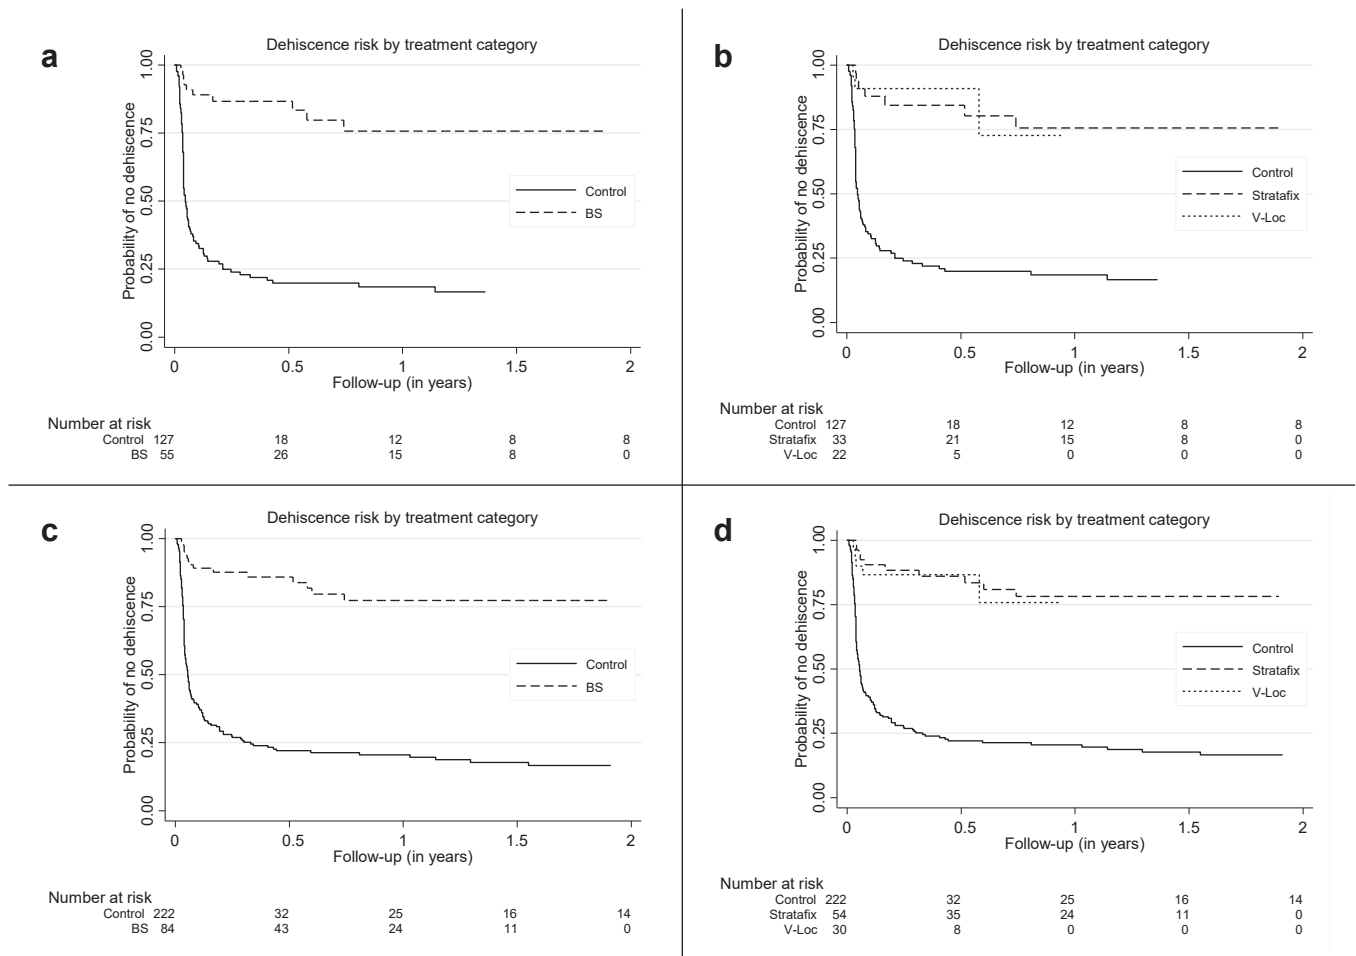 a
Dehiscence risk by treatment category
Probability of no dehiscence
1.00
0.75
0.50
0.25
0.00
Control
BS
0 0.5 1 1.5 2
Follow-up (in years)
Number at risk
Control 127 18 12 8 8
BS 55 26 15 8 0
b
Dehiscence risk by treatment category
Probability of no dehiscence
1.00
0.75
0.50
0.25
0.00
Control
Stratafix
V-Loc
0 0.5 1 1.5 2
Follow-up (in years)
Number at risk
Control 127 18 12 8 8
Stratafix 33 21 15 8 0
V-Loc 22 5 0 0 0
c
Dehiscence risk by treatment category
Probability of no dehiscence
1.00
0.75
0.50
0.25
0.00
Control
BS
0 0.5 1 1.5 2
Follow-up (in years)
Number at risk
Control 222 32 25 16 14
BS 84 43 24 11 0
d
Dehiscence risk by treatment category
Probability of no dehiscence
1.00
0.75
0.50
0.25
0.00
Control
Stratafix
V-Loc
0 0.5 1 1.5 2
Follow-up (in years)
Number at risk
Control 222 32 25 16 14
Stratafix 54 35 24 11 0
V-Loc 30 8 0 0 0